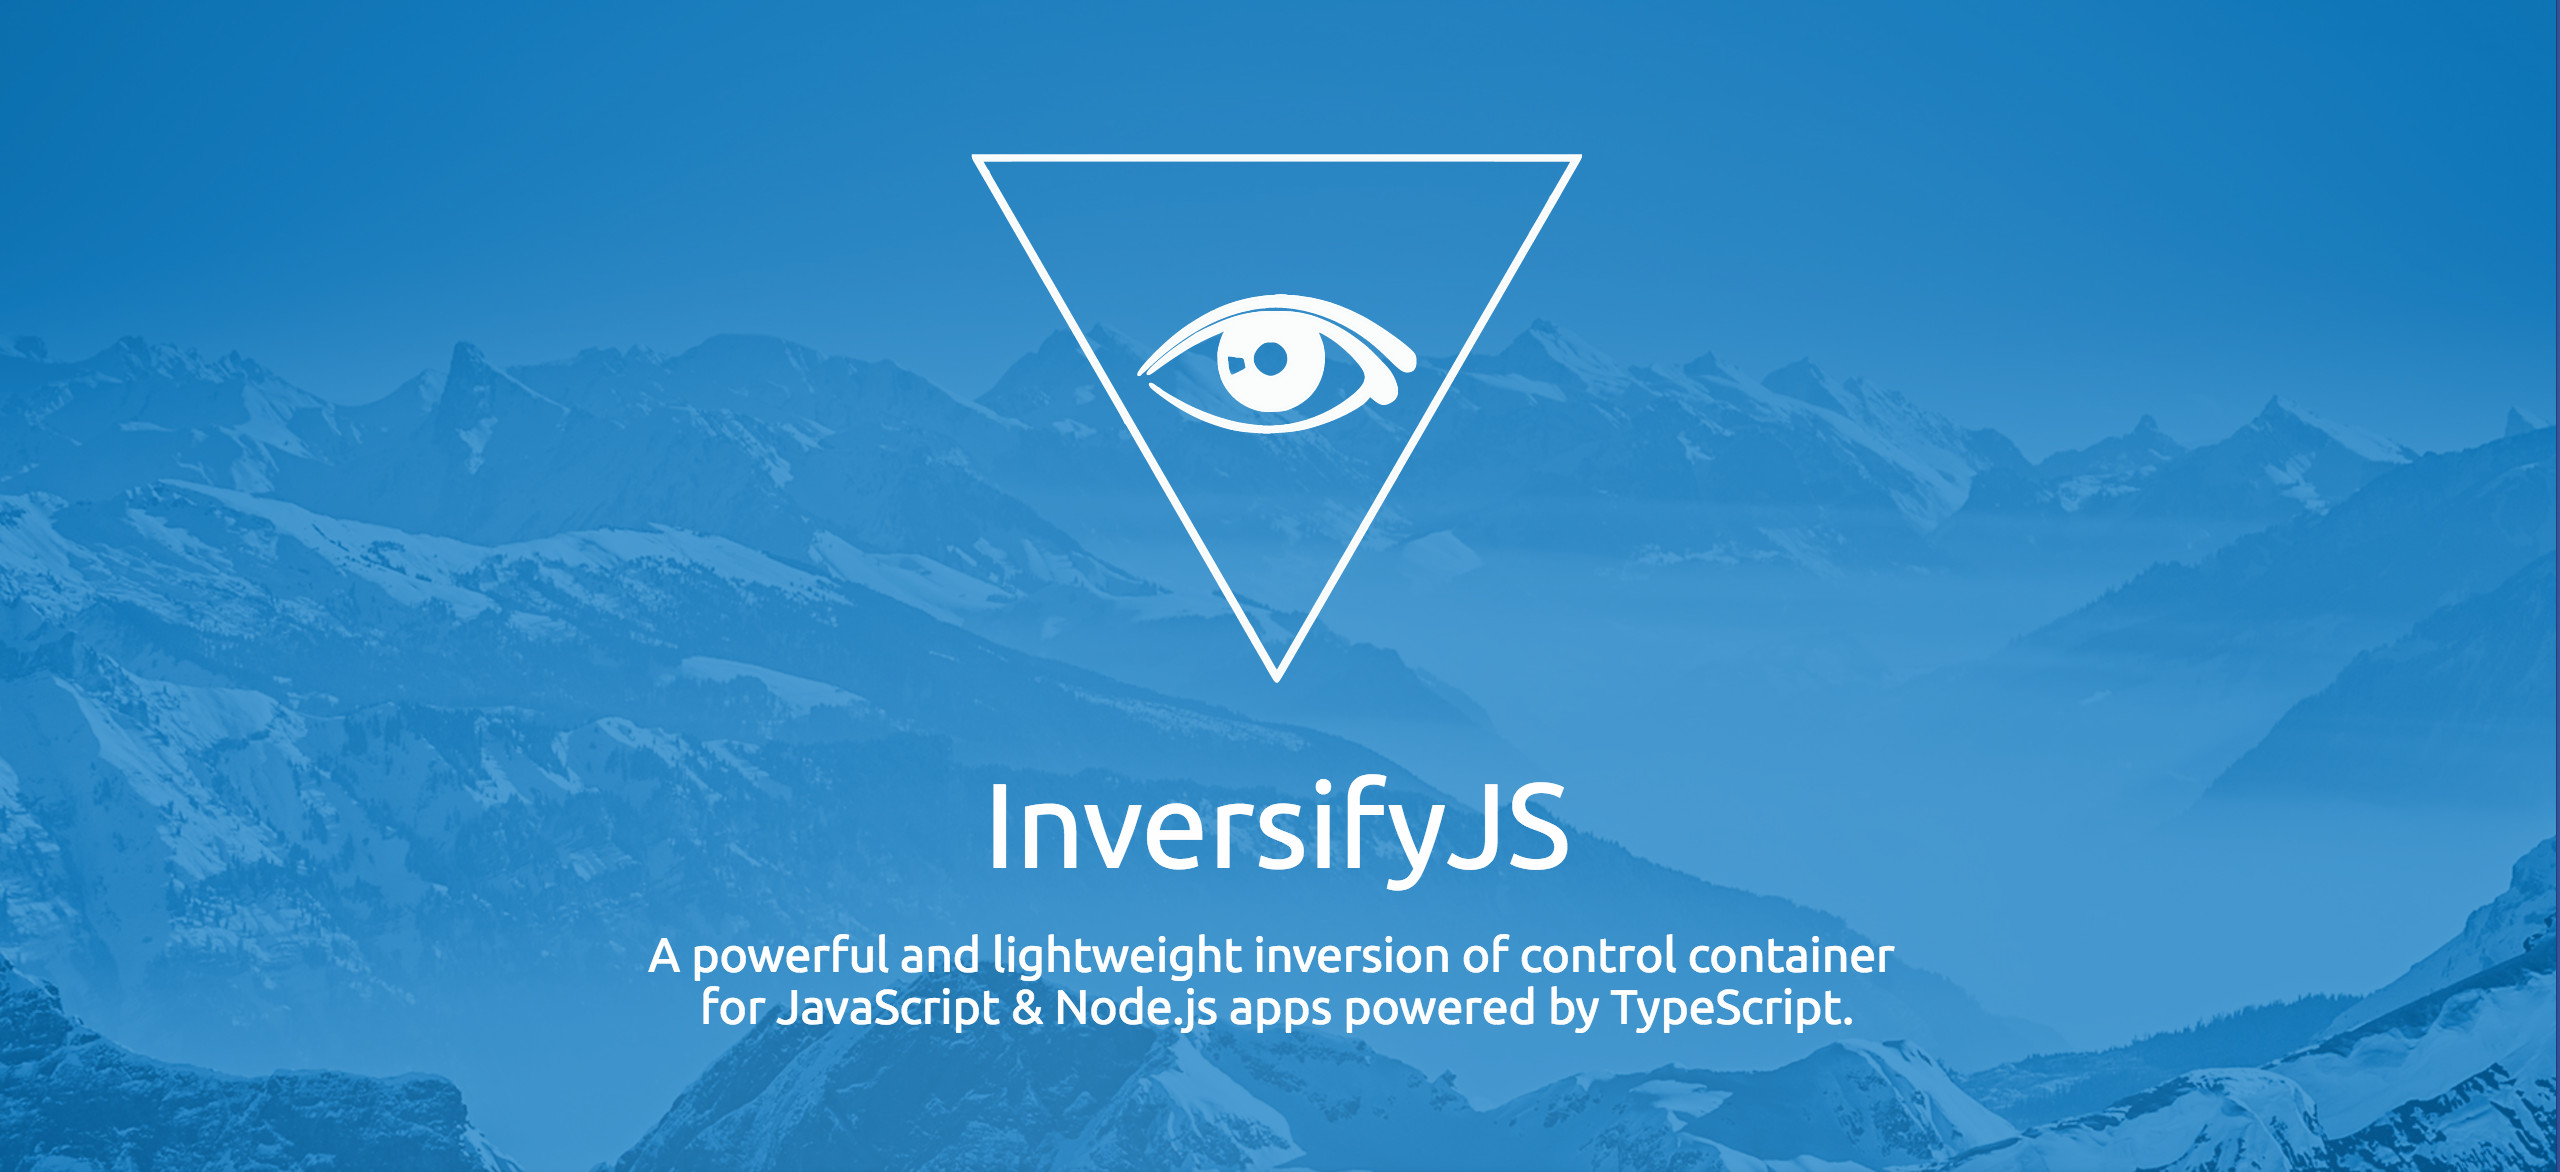 InversifyJS
A powerful and lightweight inversion of control container
for JavaScript & Node.js apps powered by TypeScript.